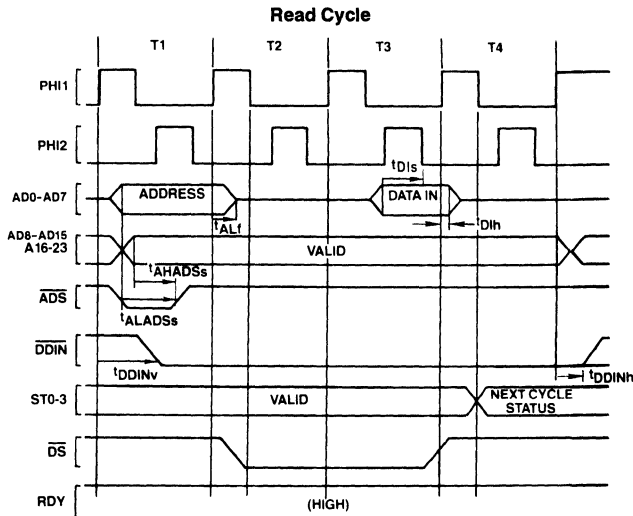 Read Cycle
T1 T2 T3 T4
PHI1
PHI2
tDIs
AD0-AD7 ADDRESS DATA IN
tALf tDIh
AD8-AD15
A16-23 VALID
tAHADSs
ADS
tALADSs
DDIN
tDDINv tDDINh
ST0-3 VALID NEXT CYCLE
STATUS
DS
RDY (HIGH)